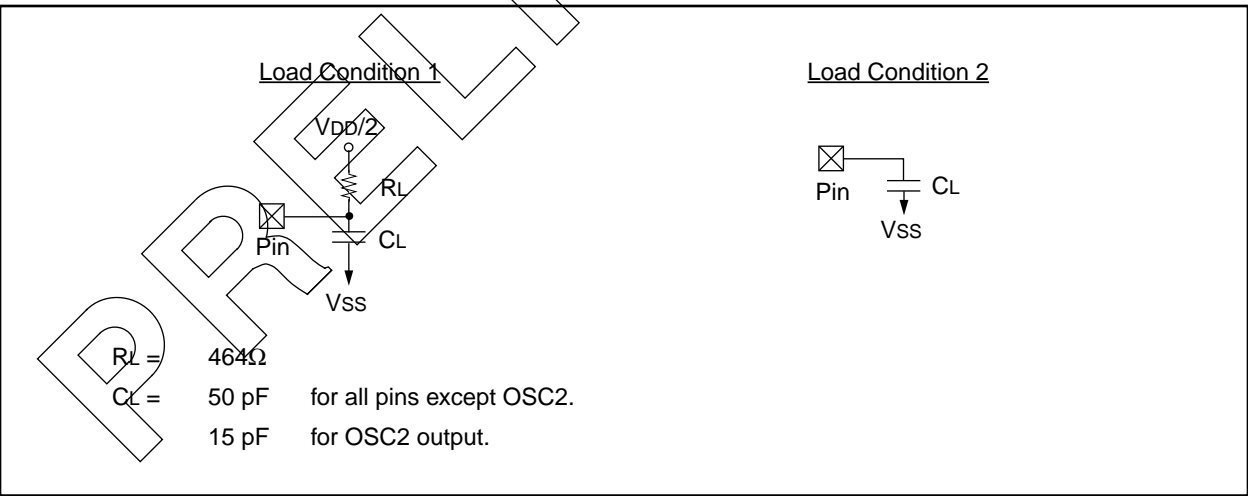 Load Condition 1
VDD/2
RL
Pin
CL
VSS
RL = 464Ω
CL = 50 pF for all pins except OSC2.
15 pF for OSC2 output.
Load Condition 2
Pin
CL
VSS
PREL